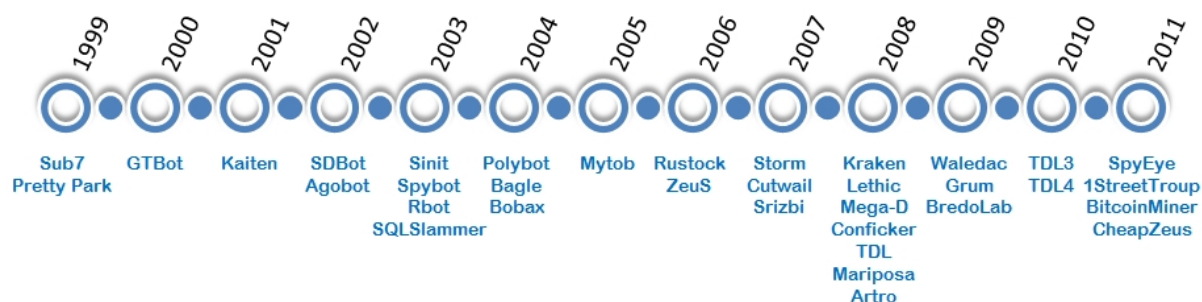 1999 2000 2001 2002 2003 2004 2005 2006 2007 2008 2009 2010 2011
Sub7
Pretty Park
GTBot
Kaiten
SDBot
Agobot
Sinit
Spybot
Rbot
SQLSlammer
Polybot
Bagle
Bobax
Mytob
Rustock
ZeuS
Storm
Cutwail
Srizbi
Kraken
Lethic
Mega-D
Conficker
TDL
Mariposa
Artro
Waledac
Grum
BredoLab
TDL3
TDL4
SpyEye
1StreetTroup
BitcoinMiner
CheapZeus